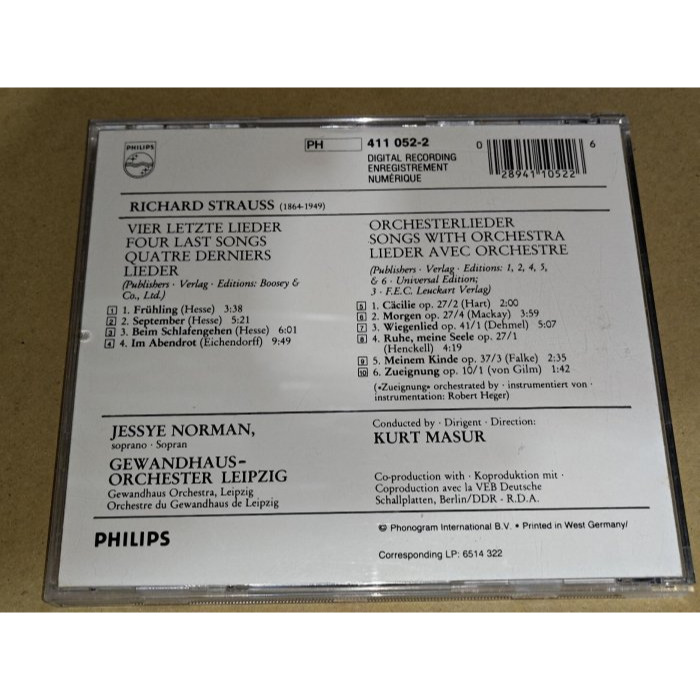 PHILIPS
PH
411 052-2
DIGITAL RECORDING
ENREGISTREMENT
NUMÉRIQUE
0 28941 10522 6
RICHARD STRAUSS (1864-1949)
VIER LETZTE LIEDER
FOUR LAST SONGS
QUATRE DERNIERS
LIEDER
(Publishers · Verlag · Editions: Boosey &
Co., Ltd.)
1 1. Frühling (Hesse) 3:38
2 2. September (Hesse) 5:21
3 3. Beim Schlafengehen (Hesse) 6:01
4 4. Im Abendrot (Eichendorff) 9:49
ORCHESTERLIEDER
SONGS WITH ORCHESTRA
LIEDER AVEC ORCHESTRE
(Publishers · Verlag · Editions: 1, 2, 4, 5,
& 6 · Universal Edition;
3 · F.E.C. Leuckart Verlag)
5 1. Cäcilie op. 27/2 (Hart) 2:00
6 2. Morgen op. 27/4 (Mackay) 3:59
7 3. Wiegenlied op. 41/1 (Dehmel) 5:07
8 4. Ruhe, meine Seele op. 27/1
(Henckell) 4:19
9 5. Meinem Kinde op. 37/3 (Falke) 2:35
10 6. Zueignung op. 10/1 (von Gilm) 1:42
(«Zueignung» orchestrated by · instrumentiert von ·
instrumentation: Robert Heger)
JESSYE NORMAN,
soprano · Sopran
GEWANDHAUS-
ORCHESTER LEIPZIG
Gewandhaus Orchestra, Leipzig
Orchestre du Gewandhaus de Leipzig
Conducted by · Dirigent · Direction:
KURT MASUR
Co-production with · Koproduktion mit ·
Coproduction avec la VEB Deutsche
Schallplatten, Berlin/DDR - R.D.A.
PHILIPS
℗ Phonogram International B.V. • Printed in West Germany/
Corresponding LP: 6514 322